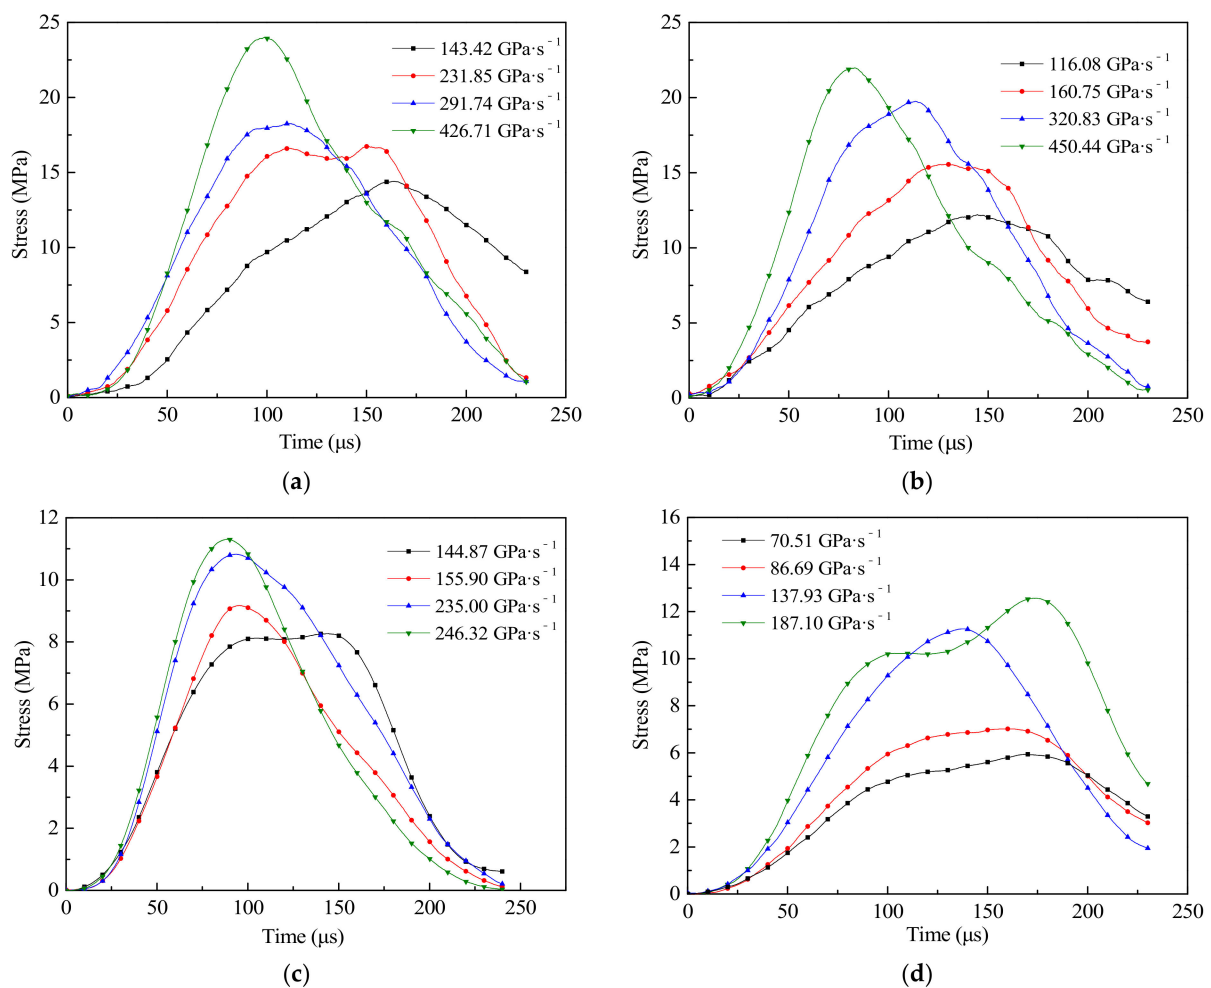 25
20
15
10
5
0
Stress (MPa)
143.42 GPa·s⁻¹
231.85 GPa·s⁻¹
291.74 GPa·s⁻¹
426.71 GPa·s⁻¹
0 50 100 150 200 250
Time (μs)
(a)
25
20
15
10
5
0
Stress (MPa)
116.08 GPa·s⁻¹
160.75 GPa·s⁻¹
320.83 GPa·s⁻¹
450.44 GPa·s⁻¹
0 50 100 150 200 250
Time (μs)
(b)
12
10
8
6
4
2
0
Stress (MPa)
144.87 GPa·s⁻¹
155.90 GPa·s⁻¹
235.00 GPa·s⁻¹
246.32 GPa·s⁻¹
0 50 100 150 200 250
Time (μs)
(c)
16
14
12
10
8
6
4
2
0
Stress (MPa)
70.51 GPa·s⁻¹
86.69 GPa·s⁻¹
137.93 GPa·s⁻¹
187.10 GPa·s⁻¹
0 50 100 150 200 250
Time (μs)
(d)